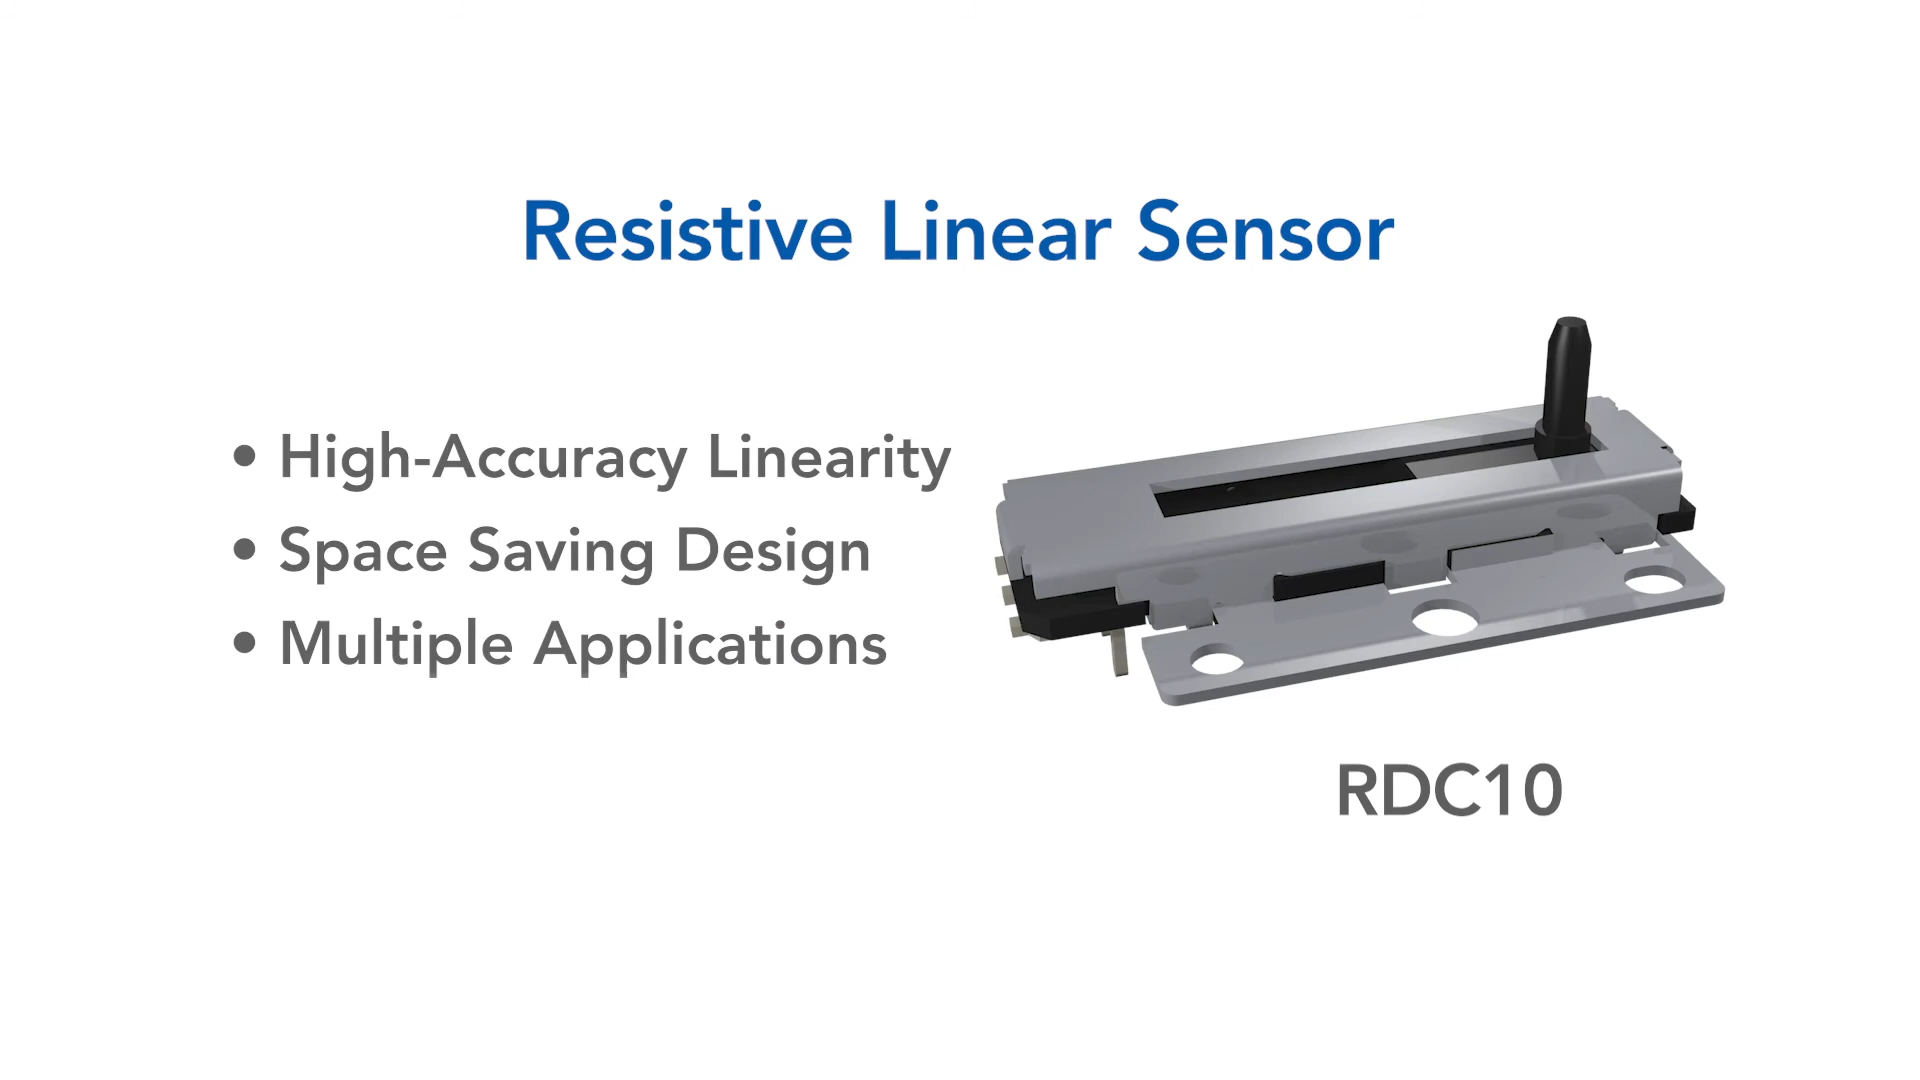 Resistive Linear Sensor
• High-Accuracy Linearity
• Space Saving Design
• Multiple Applications
RDC10